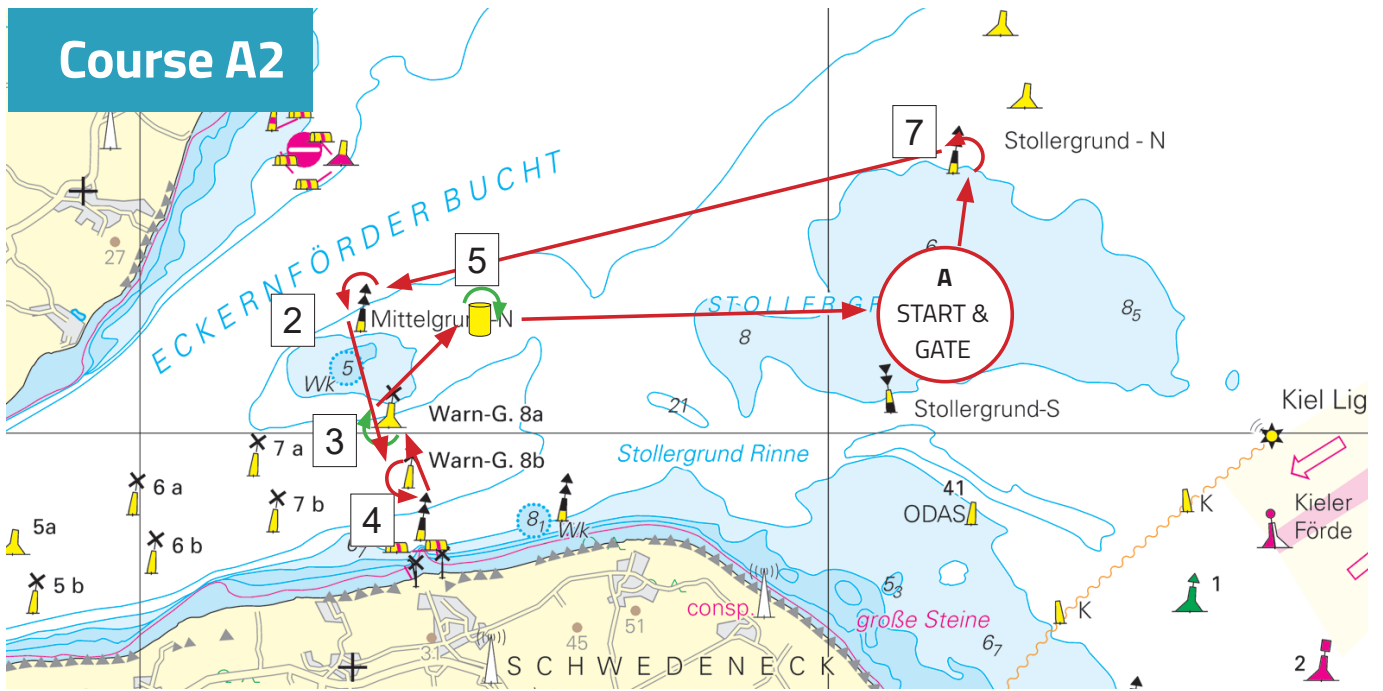 Course A2
7
Stollergrund - N
27
ECKERNFÖRDER BUCHT
5
A
START &
GATE
2
Mittelgrund-N
STOLLER GR
8
8₅
5
Wk
21
Stollergrund-S
Kiel Lig
3
Warn-G. 8a
7 a
Stollergrund Rinne
Warn-G. 8b
6 a
7 b
4
8₁
Wk
41
ODAS
K
Kieler
Förde
5a
6 b
5 b
5₃
1
consp.
große Steine
K
51
45
31
6₇
2
SCHWEDENECK